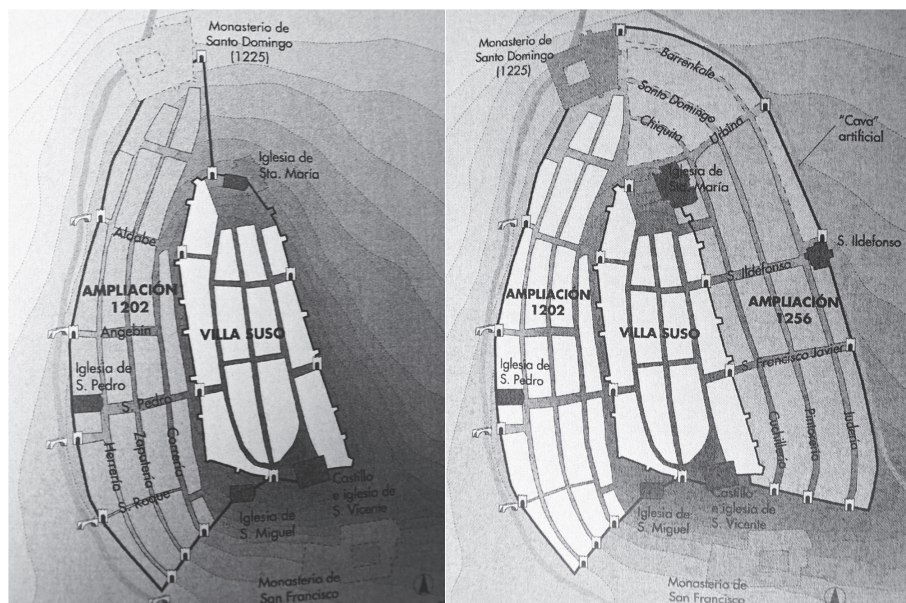 Monasterio de
Santo Domingo
(1225)
Iglesia de
Sta. María
Aldabe
AMPLIACIÓN
1202
Angebín
VILLA SUSO
Iglesia de
S. Pedro
S. Pedro
Herrería
Zapatería
Correría
S. Roque
Castillo
e iglesia de
S. Vicente
Iglesia de
S. Miguel
Monasterio de
San Francisco
Monasterio de
Santo Domingo
(1225)
Barrenkale
Santo Domingo
Chiquita
Urbina
"Cava"
artificial
Iglesia de
Sta. María
S. Ildefonso
S. Ildefonso
AMPLIACIÓN
1202
VILLA SUSO
AMPLIACIÓN
1256
Iglesia de
S. Pedro
S. Francisco Javier
Cuchillería
Pintorería
Judería
Castillo
e iglesia de
S. Vicente
Iglesia de
S. Miguel
Monasterio de
San Francisco